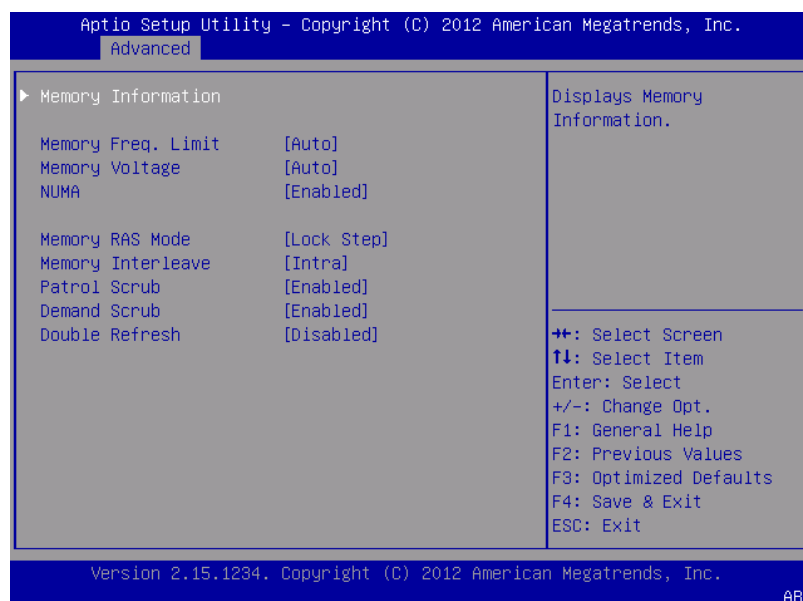 Aptio Setup Utility – Copyright (C) 2012 American Megatrends, Inc.
Advanced
Memory Information
Memory Freq. Limit [Auto]
Memory Voltage [Auto]
NUMA [Enabled]
Memory RAS Mode [Lock Step]
Memory Interleave [Intra]
Patrol Scrub [Enabled]
Demand Scrub [Enabled]
Double Refresh [Disabled]
Displays Memory
Information.
→←: Select Screen
↑↓: Select Item
Enter: Select
+/-: Change Opt.
F1: General Help
F2: Previous Values
F3: Optimized Defaults
F4: Save & Exit
ESC: Exit
Version 2.15.1234. Copyright (C) 2012 American Megatrends, Inc.
AB